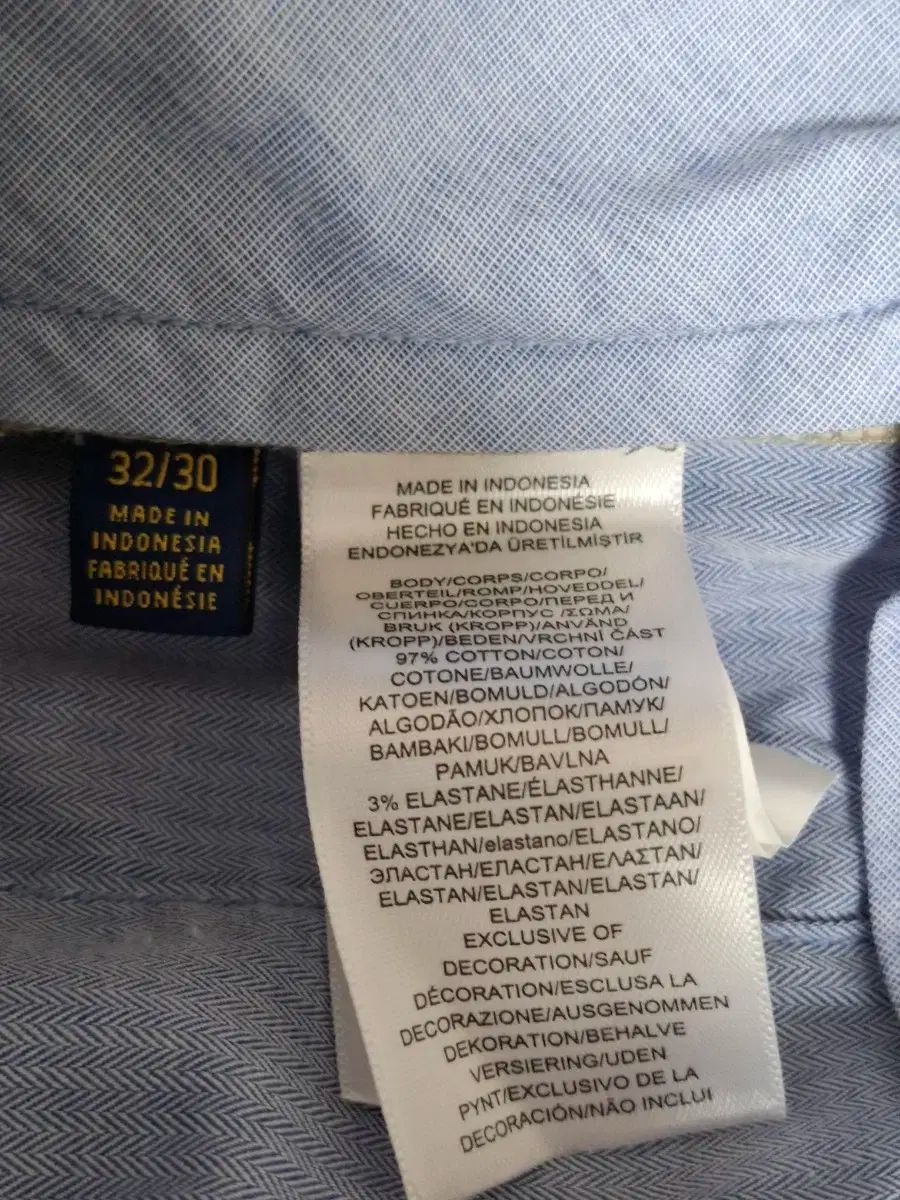 32/30
MADE IN
INDONESIA
FABRIQUÉ EN
INDONÉSIE
MADE IN INDONESIA
FABRIQUÉ EN INDONÉSIE
HECHO EN INDONESIA
ENDONEZYA'DA ÜRETİLMİŞTİR
BODY/CORPS/CORPO/
OBERTEIL/ROMP/HOVEDDEL/
CUERPO/CORPO/ПЕРЕД И
СПИНКА/КОРПУС /ΣΩΜΑ/
BRUK (KROPP)/ANVÄND
(KROPP)/BEDEN/VRCHNÍ ČÁST
97% COTTON/COTON/
COTONE/BAUMWOLLE/
KATOEN/BOMULD/ALGODÓN/
ALGODÃO/ХЛОПОК/ПАМУК/
BAMBAKI/BOMULL/BOMULL/
PAMUK/BAVLNA
3% ELASTANE/ÉLASTHANNE/
ELASTANE/ELASTAN/ELASTAAN/
ELASTHAN/elastano/ELASTANO/
ЭЛАСТАН/ЕЛАСТАН/ΕΛΑΣΤΑΝ/
ELASTAN/ELASTAN/ELASTAN/
ELASTAN
EXCLUSIVE OF
DECORATION/SAUF
DÉCORATION/ESCLUSA LA
DECORAZIONE/AUSGENOMMEN
DEKORATION/BEHALVE
VERSIERING/UDEN
PYNT/EXCLUSIVO DE LA
DECORACIÓN/NÃO INCLUI